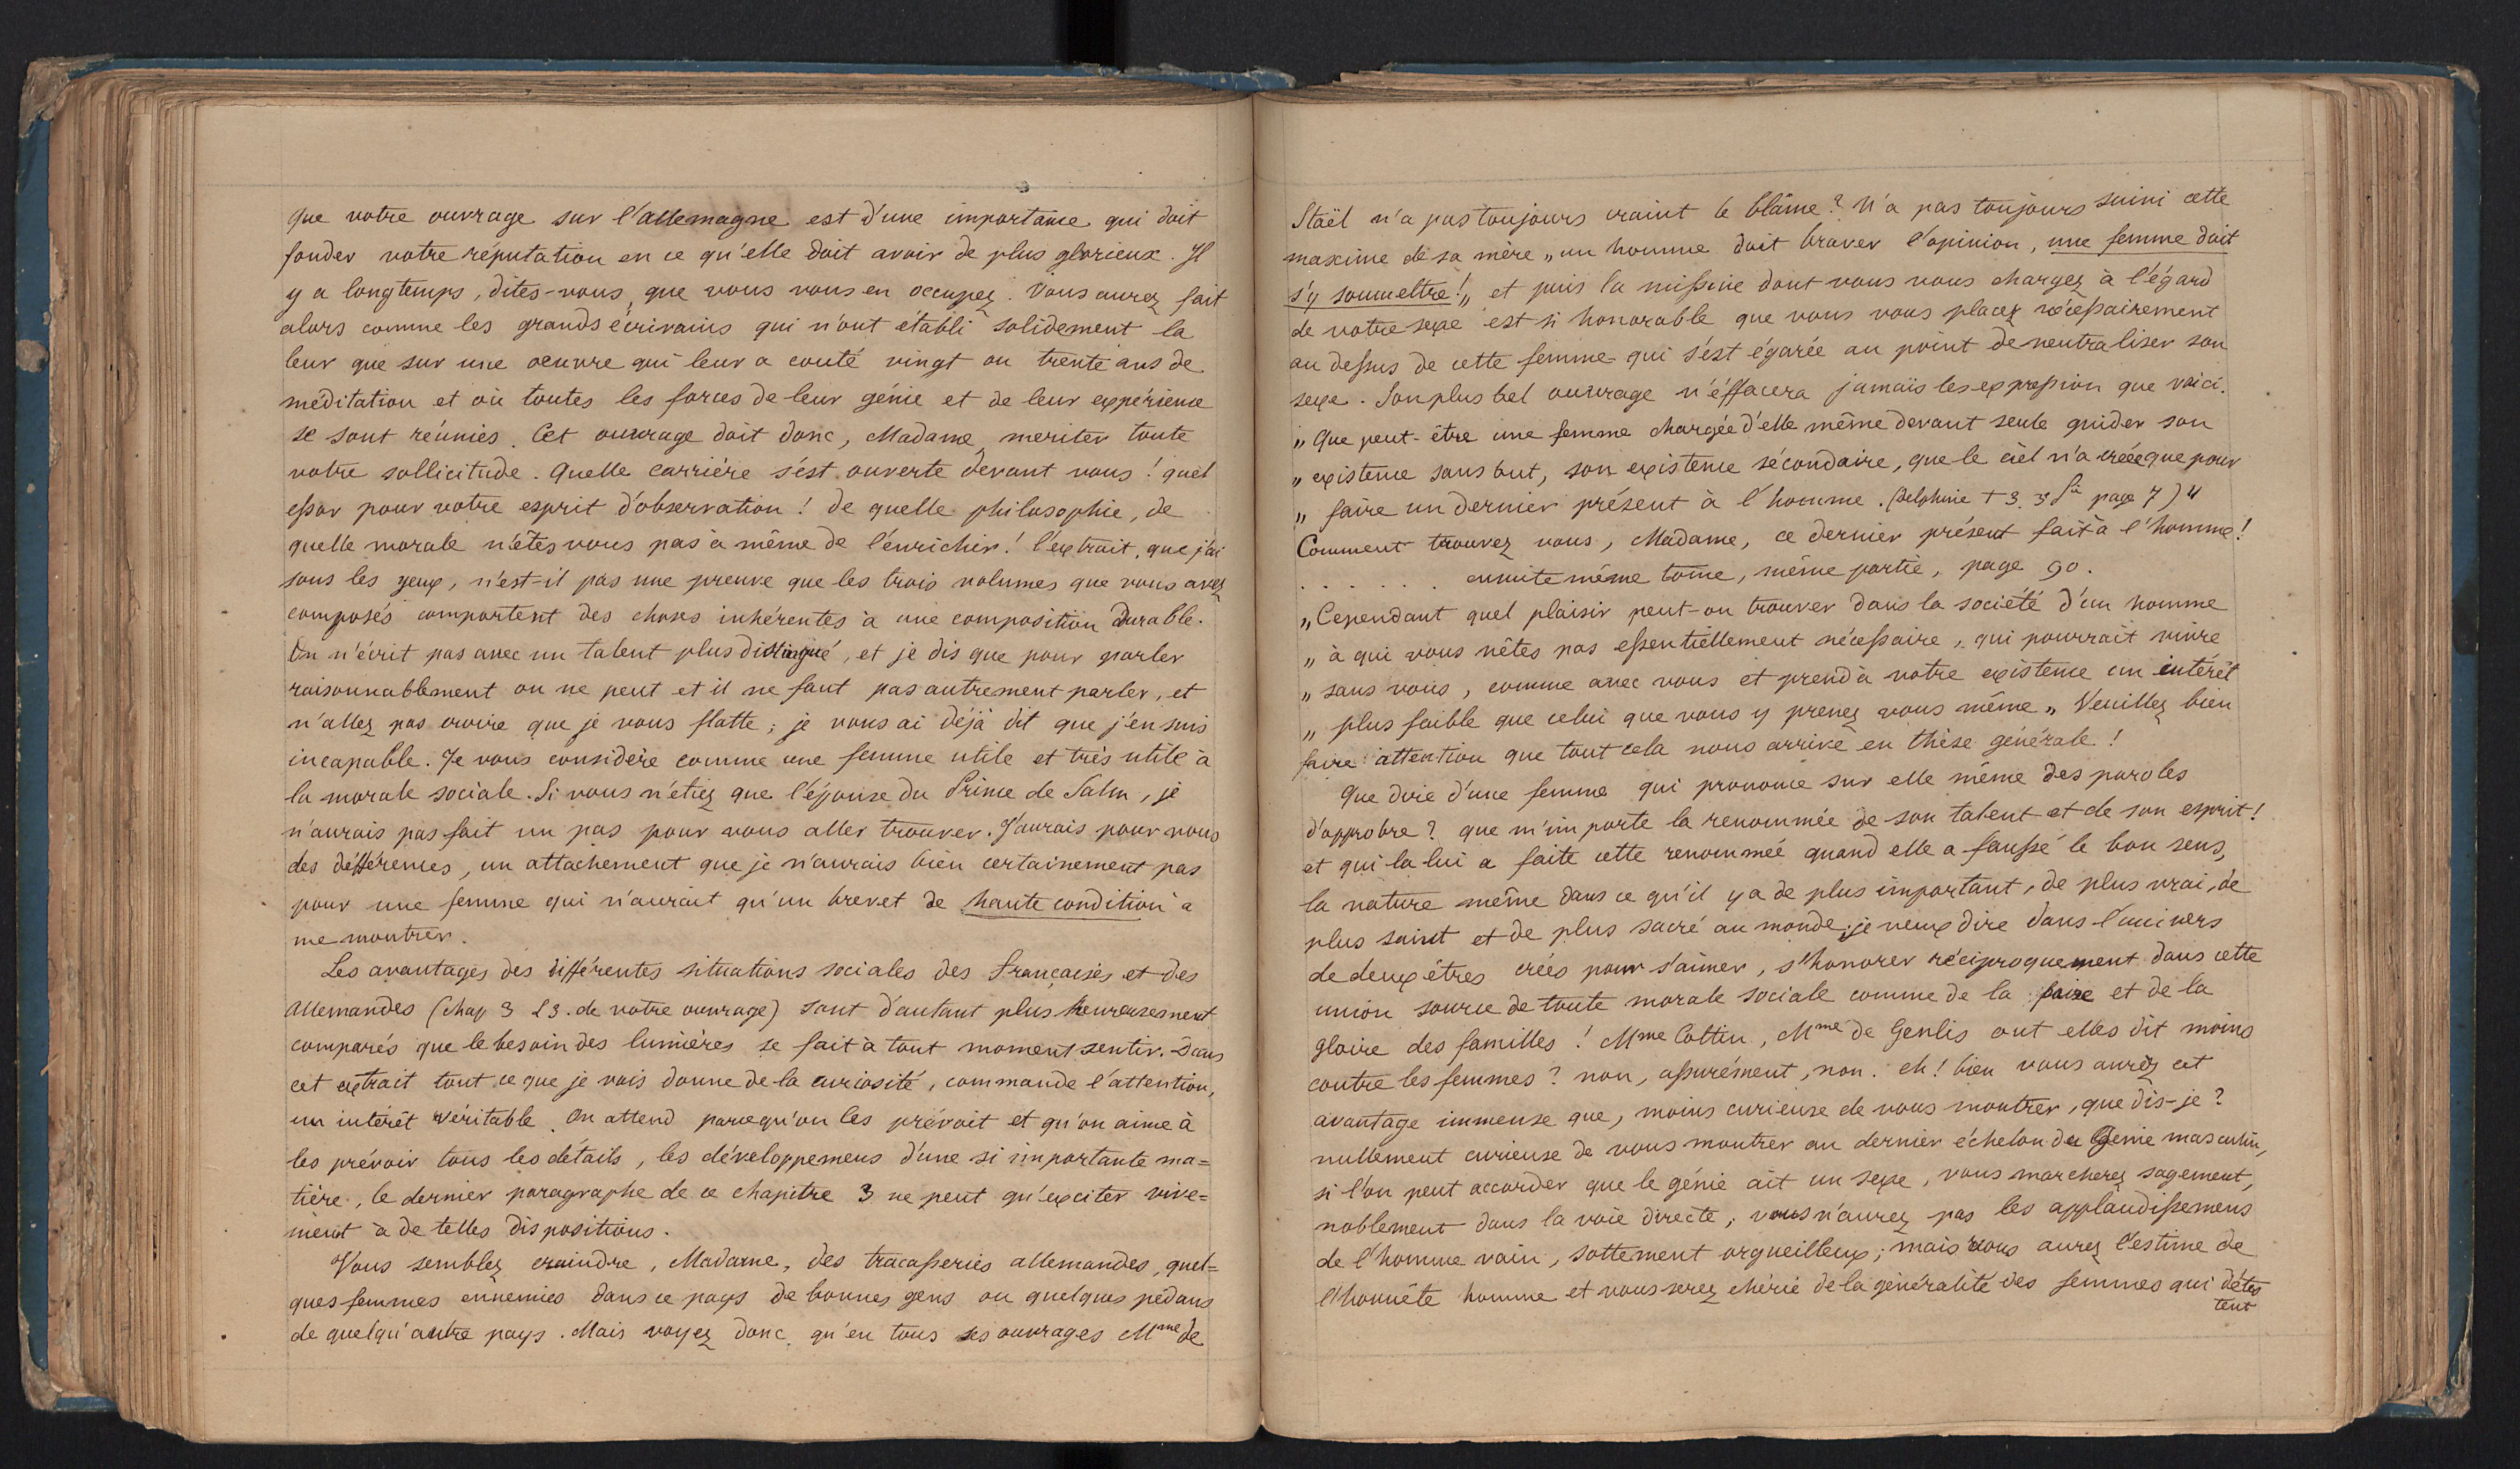 que votre ouvrage sur l'allemagne est d'une importance qui doit
fonder votre réputation en ce qu'elle doit avoir de plus glorieux. Il
y a longtemps, dites-vous, que vous vous en occupez. Vous aurez fait
alors comme les grands écrivains qui n'ont établi solidement la
leur que sur une oeuvre qui leur a couté vingt ou trente ans de
méditation et où toutes les forces de leur génie et de leur expérience
se sont réunies. Cet ouvrage doit donc, Madame, meriter toute
votre sollicitude. Quelle carrière s'est ouverte devant vous! quel
essor pour votre esprit d'observation! de quelle philosophie, de
quelle morale n'êtes vous pas à même de l'enrichir! l'extrait, que j'ai
sous les yeux, n'est-il pas une preuve que les trois volumes que vous avez
composés comportent des choses inhérentes à une composition durable.
On n'écrit pas avec un talent plus distingué, et je dis que pour parler
raisonnablement on ne peut et il ne faut pas autrement parler, et
n'allez pas croire que je vous flatte; je vous ai déjà dit que j'en suis
incapable. Je vous considère comme une femme utile et très utile à
la morale sociale. Si vous n'étiez que l'épouse du Prince de Salm, je
n'aurais pas fait un pas pour vous aller trouver. J'aurais pour vous
des défférences, un attachement que je n'aurais bien certainement pas
pour une femme qui n'aurait qu'un brevet de haute condition a
me montrer.
Les avantages des différentes situations sociales des françaises et des
allemandes (Chap 3 L 3. de votre ouvrage) sont d'autant plus heureusement
comparés que le besoin des lumières se fait à tout moment sentir. Dans
cet extrait tout ce que je vois donne de la curiosité, commande l'attention,
un intérêt véritable. On attend parcequ'on les prévoit et qu'on aime à
les prévoir tous les détails, les développemens d'une si importante ma=
tière, le dernier paragraphe de ce chapitre 3 ne peut qu'exciter vive=
ment à de telles dispositions.
Vous semblez craindre, Madame, des tracasseries allemandes, quel=
ques femmes ennemies dans ce pays de bonnes gens ou quelques pédans
de quelqu'autre pays. Mais voyez donc, qu'en tous ses ouvrages Mme de
Staël n'a pas toujours craint le blâme? N'a pas toujours suivi cette
maxime de sa mère „ un homme doit braver l'opinion, une femme doit
s'y soumettre!„ et puis la missive dont vous vous chargez à l'égard
de votre sexe est si honorable que vous vous placez nécessairement
au dessus de cette femme qui s'est égarée au point de neutraliser son
sexe. Son plus bel ouvrage n'éffacera jamais les expression que voici.
„ Que peut-être une femme chargée d'elle même devant seule guider son
„ existence sans but, son existence sécondaire, que le ciel n'a créée que pour
„ faire un dernier présent à l'homme. (Delphine t 3. 3e page 7) "
Comment trouvez vous, Madame, ce dernier présent fait à l'homme!
. . . . . . ensuite même tome, même partie, page 90.
„ Cependant quel plaisir peut-on trouver dans la société d'un homme
„ à qui vous nêtes pas essentiellement nécessaire, qui pourrait vivre
„ sans vous, comme avec vous et prend à votre existence un intérêt
„ plus faible que celui que vous y prenez vous même „ Veuillez bien
faire attention que tout cela nous arrive en thèse générale!
Que dire d'une femme qui prononce sur elle même des paroles
d'opprobre? que m'importe la renommée de son talent et de son esprit!
et qui la lui a faite cette renommée quand elle a faussé le bon sens,
la nature même dans ce qu'il y a de plus important, de plus vrai, de
plus saint et de plus sacré au monde; je veux dire dans l'univers
de deux êtres créés pour s'aimer, s'honorer réciproquement dans cette
union source de toute morale sociale comme de la paix et de la
gloire des familles! Mme Cottin, Mme de Genlis ont elles dit moins
contre les femmes? non, assurément, non. eh! bien vous aurez cet
avantage immense que, moins curieuse de vous montrer, que dis-je?
nullement curieuse de vous montrer au dernier échelon du Génie masculin,
si l'on peut accorder que le génie ait un sexe, vous marcherez sagement,
noblement dans la voie directe; vous n'aurez pas les applaudissemens
de l'homme vain, sottement orgueilleux; mais vous aurez l'estime de
l'honnête homme et vous serez chérie de la généralité des femmes qui détes
tent